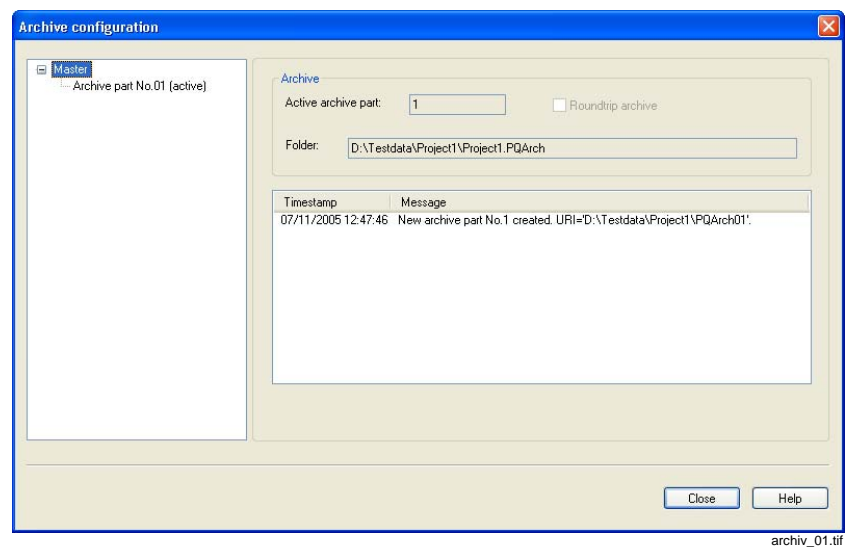 Archive configuration
Master
Archive part No.01 (active)
Archive
Active archive part: 1 Roundtrip archive
Folder: D:\Testdata\Project1\Project1.PQArch
Timestamp Message
07/11/2005 12:47:46 New archive part No.1 created. URI='D:\Testdata\Project1\PQArch01'.
Close Help
archiv_01.tif